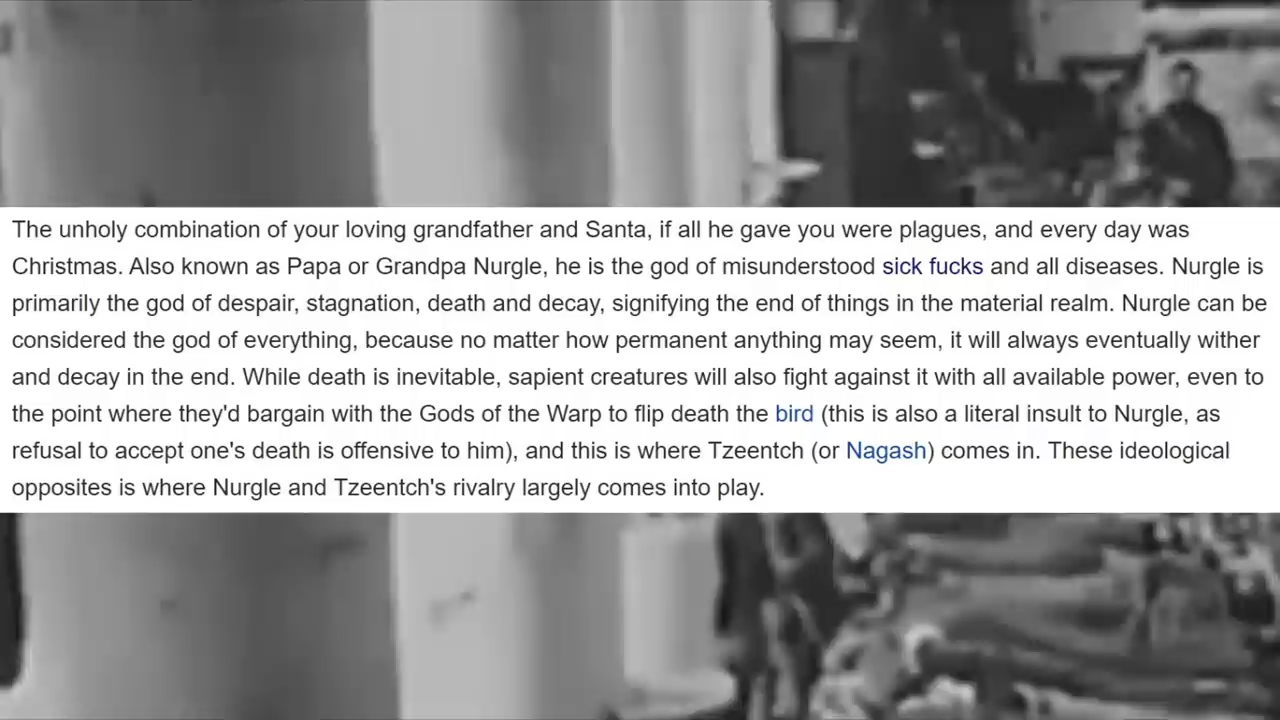 The unholy combination of your loving grandfather and Santa, if all he gave you were plagues, and every day was
Christmas. Also known as Papa or Grandpa Nurgle, he is the god of misunderstood sick fucks and all diseases. Nurgle is
primarily the god of despair, stagnation, death and decay, signifying the end of things in the material realm. Nurgle can be
considered the god of everything, because no matter how permanent anything may seem, it will always eventually wither
and decay in the end. While death is inevitable, sapient creatures will also fight against it with all available power, even to
the point where they'd bargain with the Gods of the Warp to flip death the bird (this is also a literal insult to Nurgle, as
refusal to accept one's death is offensive to him), and this is where Tzeentch (or Nagash) comes in. These ideological
opposites is where Nurgle and Tzeentch's rivalry largely comes into play.